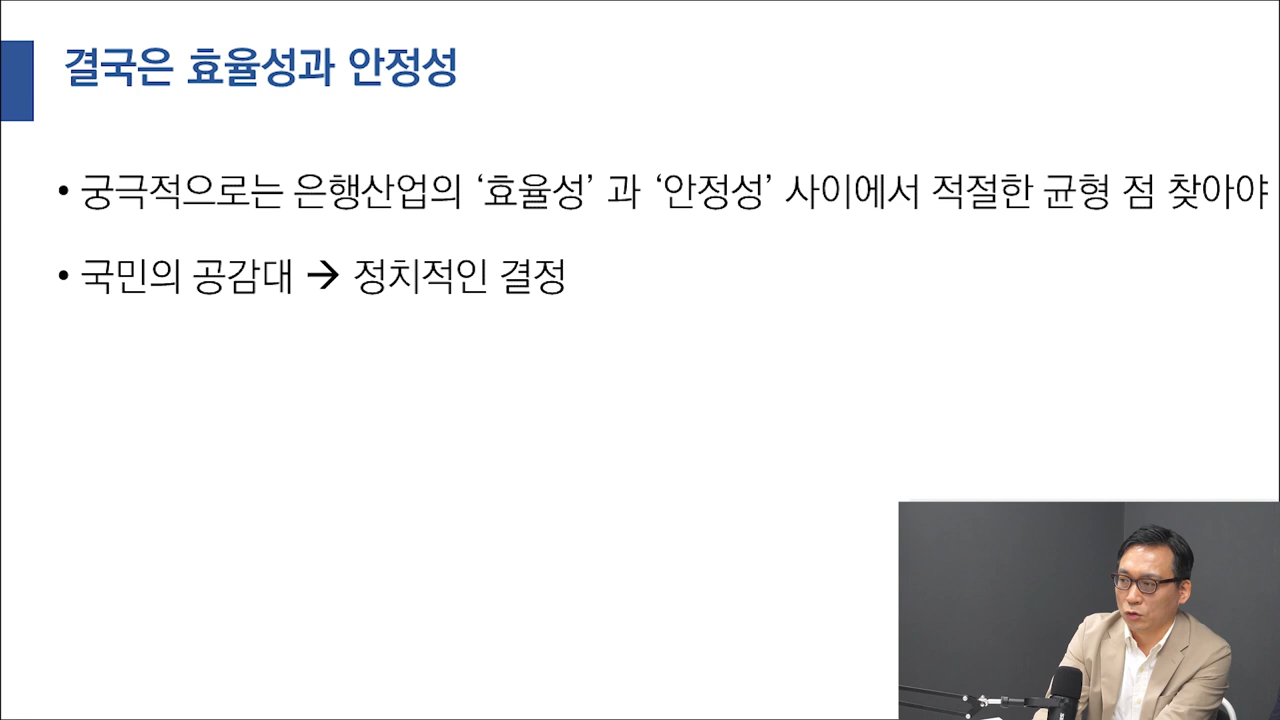 결국은 효율성과 안정성
• 궁극적으로는 은행산업의 ‘효율성’ 과 ‘안정성’ 사이에서 적절한 균형 점 찾아야
• 국민의 공감대 → 정치적인 결정